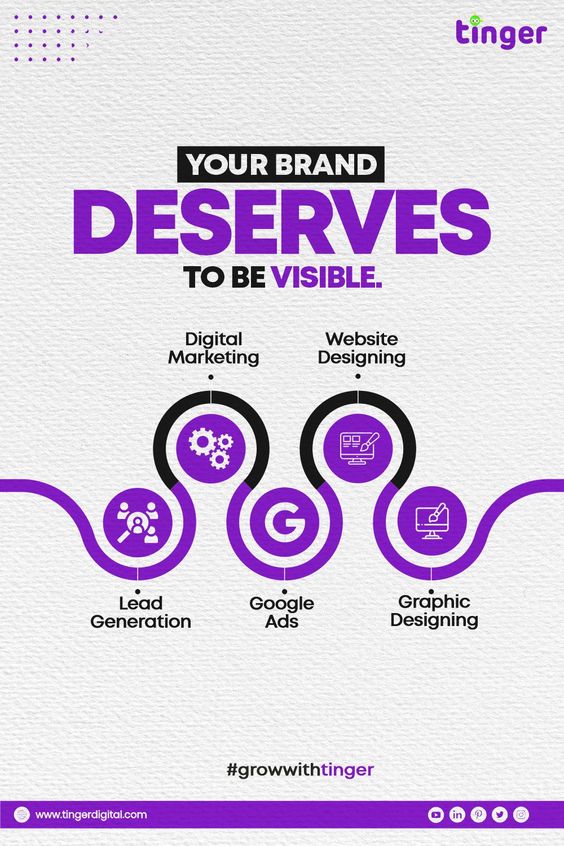 tinger
YOUR BRAND
DESERVES
TO BE VISIBLE.
Digital
Marketing
Website
Designing
G
Lead
Generation
Google
Ads
Graphic
Designing
#growwithtinger
www.tingerdigital.com